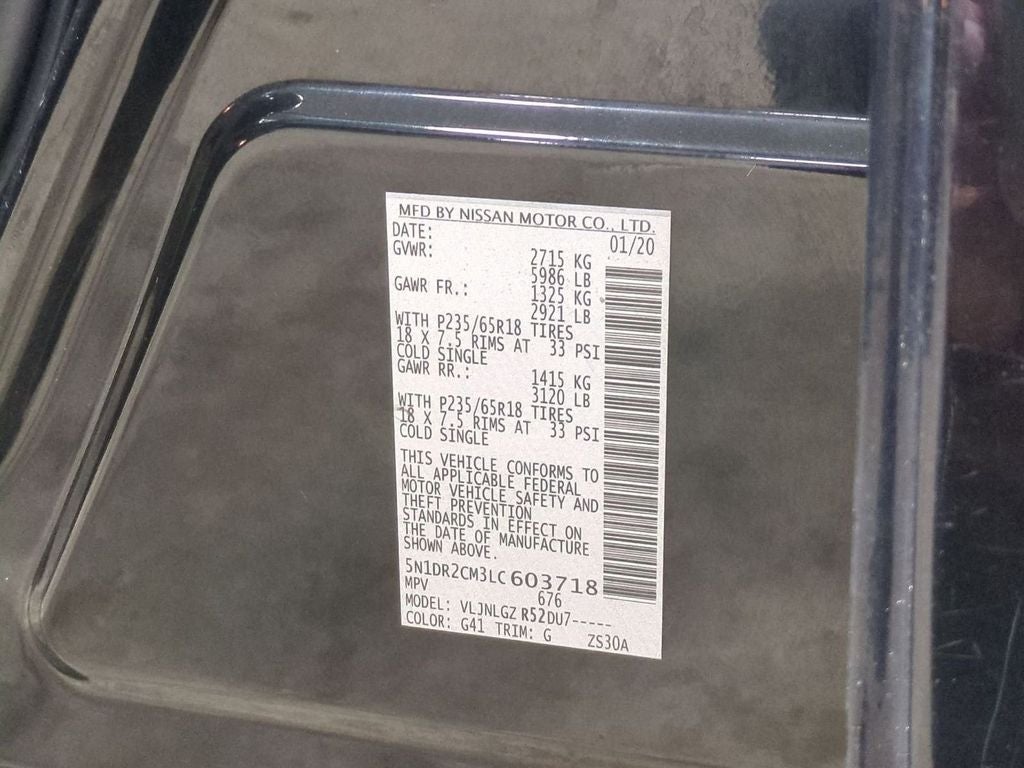 MFD BY NISSAN MOTOR CO., LTD.
DATE: 01/20
GVWR: 2715 KG
5986 LB
GAWR FR.: 1325 KG
2921 LB
WITH P235/65R18 TIRES
18 X 7.5 RIMS AT 33 PSI
COLD SINGLE
GAWR RR.: 1415 KG
3120 LB
WITH P235/65R18 TIRES
18 X 7.5 RIMS AT 33 PSI
COLD SINGLE
THIS VEHICLE CONFORMS TO
ALL APPLICABLE FEDERAL
MOTOR VEHICLE SAFETY AND
THEFT PREVENTION
STANDARDS IN EFFECT ON
THE DATE OF MANUFACTURE
SHOWN ABOVE.
5N1DR2CM3LC603718
MPV 676
MODEL: VLJNLGZ R52DU7-----
COLOR: G41 TRIM: G ZS30A